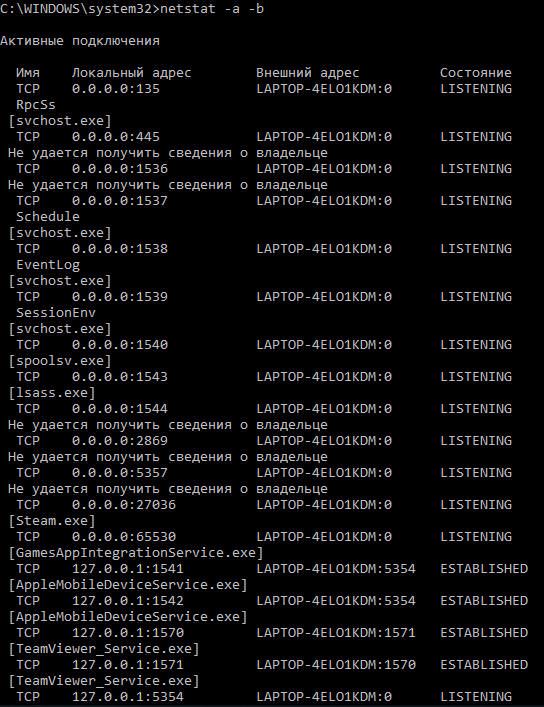 C:\WINDOWS\system32>netstat -a -b
Активные подключения
Имя Локальный адрес Внешний адрес Состояние
TCP 0.0.0.0:135 LAPTOP-4ELO1KDM:0 LISTENING
RpcSs
[svchost.exe]
TCP 0.0.0.0:445 LAPTOP-4ELO1KDM:0 LISTENING
Не удается получить сведения о владельце
TCP 0.0.0.0:1536 LAPTOP-4ELO1KDM:0 LISTENING
Не удается получить сведения о владельце
TCP 0.0.0.0:1537 LAPTOP-4ELO1KDM:0 LISTENING
Schedule
[svchost.exe]
TCP 0.0.0.0:1538 LAPTOP-4ELO1KDM:0 LISTENING
EventLog
[svchost.exe]
TCP 0.0.0.0:1539 LAPTOP-4ELO1KDM:0 LISTENING
SessionEnv
[svchost.exe]
TCP 0.0.0.0:1540 LAPTOP-4ELO1KDM:0 LISTENING
[spoolsv.exe]
TCP 0.0.0.0:1543 LAPTOP-4ELO1KDM:0 LISTENING
[lsass.exe]
TCP 0.0.0.0:1544 LAPTOP-4ELO1KDM:0 LISTENING
Не удается получить сведения о владельце
TCP 0.0.0.0:2869 LAPTOP-4ELO1KDM:0 LISTENING
Не удается получить сведения о владельце
TCP 0.0.0.0:5357 LAPTOP-4ELO1KDM:0 LISTENING
Не удается получить сведения о владельце
TCP 0.0.0.0:27036 LAPTOP-4ELO1KDM:0 LISTENING
[Steam.exe]
TCP 0.0.0.0:65530 LAPTOP-4ELO1KDM:0 LISTENING
[GamesAppIntegrationService.exe]
TCP 127.0.0.1:1541 LAPTOP-4ELO1KDM:5354 ESTABLISHED
[AppleMobileDeviceService.exe]
TCP 127.0.0.1:1542 LAPTOP-4ELO1KDM:5354 ESTABLISHED
[AppleMobileDeviceService.exe]
TCP 127.0.0.1:1570 LAPTOP-4ELO1KDM:1571 ESTABLISHED
[TeamViewer_Service.exe]
TCP 127.0.0.1:1571 LAPTOP-4ELO1KDM:1570 ESTABLISHED
[TeamViewer_Service.exe]
TCP 127.0.0.1:5354 LAPTOP-4ELO1KDM:0 LISTENING